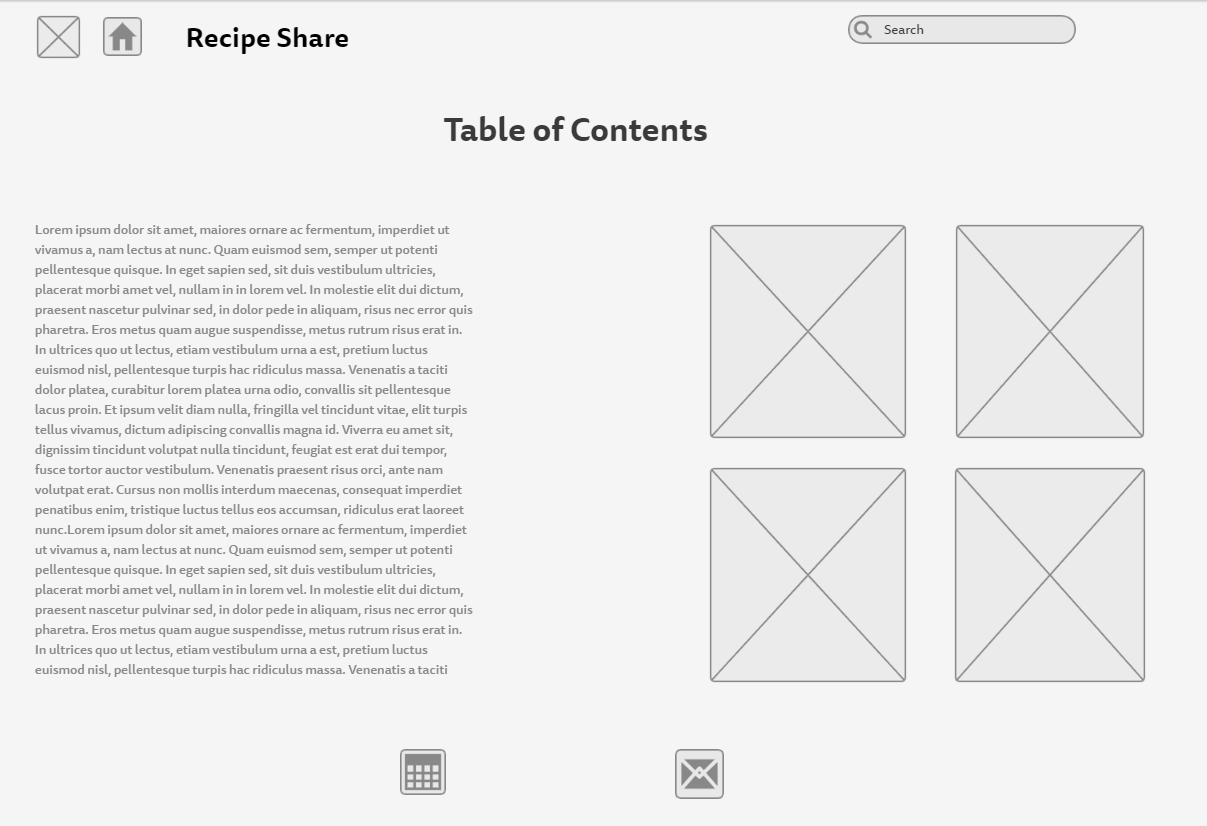 Recipe Share
Search
Table of Contents
Lorem ipsum dolor sit amet, maiores ornare ac fermentum, imperdiet ut
vivamus a, nam lectus at nunc. Quam euismod sem, semper ut potenti
pellentesque quisque. In eget sapien sed, sit duis vestibulum ultricies,
placerat morbi amet vel, nullam in in lorem vel. In molestie elit dui dictum,
praesent nascetur pulvinar sed, in dolor pede in aliquam, risus nec error quis
pharetra. Eros metus quam augue suspendisse, metus rutrum risus erat in.
In ultrices quo ut lectus, etiam vestibulum urna a est, pretium luctus
euismod nisl, pellentesque turpis hac ridiculus massa. Venenatis a taciti
dolor platea, curabitur lorem platea urna odio, convallis sit pellentesque
lacus proin. Et ipsum velit diam nulla, fringilla vel tincidunt vitae, elit turpis
tellus vivamus, dictum adipiscing convallis magna id. Viverra eu amet sit,
dignissim tincidunt volutpat nulla tincidunt, feugiat est erat dui tempor,
fusce tortor auctor vestibulum. Venenatis praesent risus orci, ante nam
volutpat erat. Cursus non mollis interdum maecenas, consequat imperdiet
penatibus enim, tristique luctus tellus eos accumsan, ridiculus erat laoreet
nunc.Lorem ipsum dolor sit amet, maiores ornare ac fermentum, imperdiet
ut vivamus a, nam lectus at nunc. Quam euismod sem, semper ut potenti
pellentesque quisque. In eget sapien sed, sit duis vestibulum ultricies,
placerat morbi amet vel, nullam in in lorem vel. In molestie elit dui dictum,
praesent nascetur pulvinar sed, in dolor pede in aliquam, risus nec error quis
pharetra. Eros metus quam augue suspendisse, metus rutrum risus erat in.
In ultrices quo ut lectus, etiam vestibulum urna a est, pretium luctus
euismod nisl, pellentesque turpis hac ridiculus massa. Venenatis a taciti